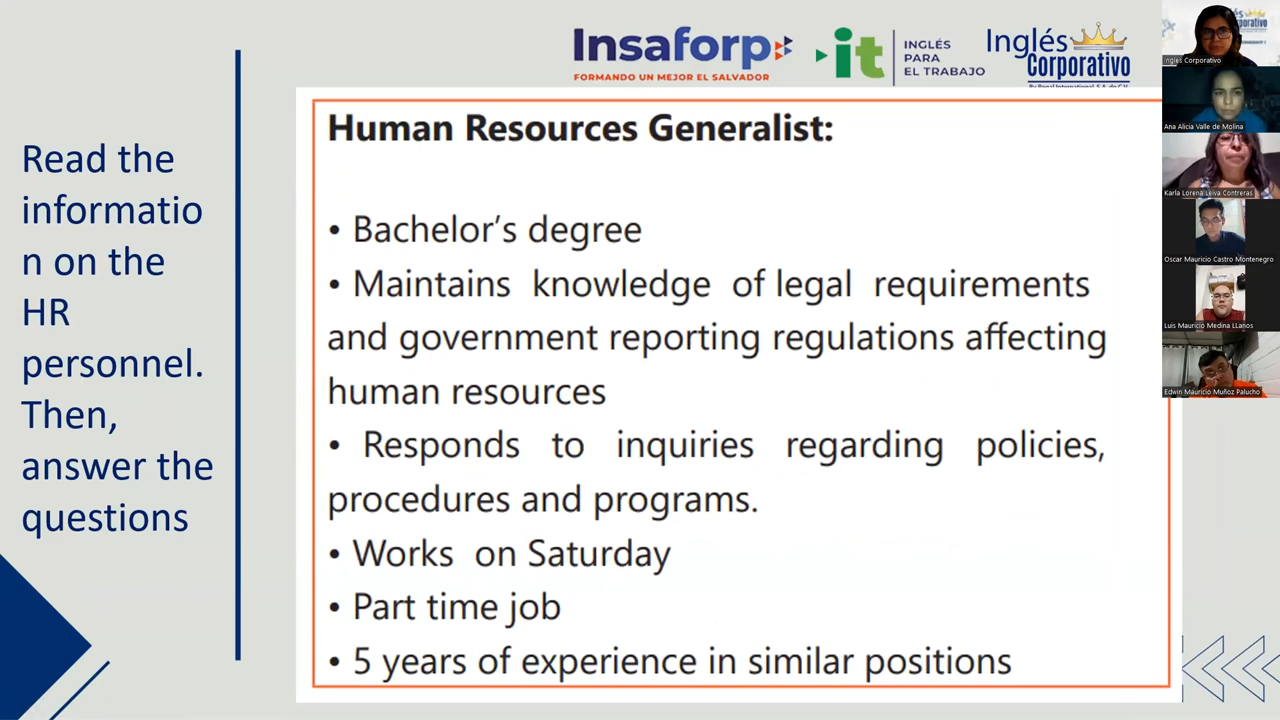 Insaforp
FORMANDO UN MEJOR EL SALVADOR
it
INGLÉS
PARA
EL TRABAJO
Inglés
Corporativo
Read the
informatio
n on the
HR
personnel.
Then,
answer the
questions
Human Resources Generalist:
• Bachelor's degree
• Maintains knowledge of legal requirements
and government reporting regulations affecting
human resources
• Responds to inquiries regarding policies,
procedures and programs.
• Works on Saturday
• Part time job
• 5 years of experience in similar positions
Inglés Corporativo
Ana Alicia Valle de Molina
Karla Lorena Leiva Contreras
Oscar Mauricio Castro Montenegro
Luis Mauricio Medina LLanos
Edwin Mauricio Muñoz Palucho